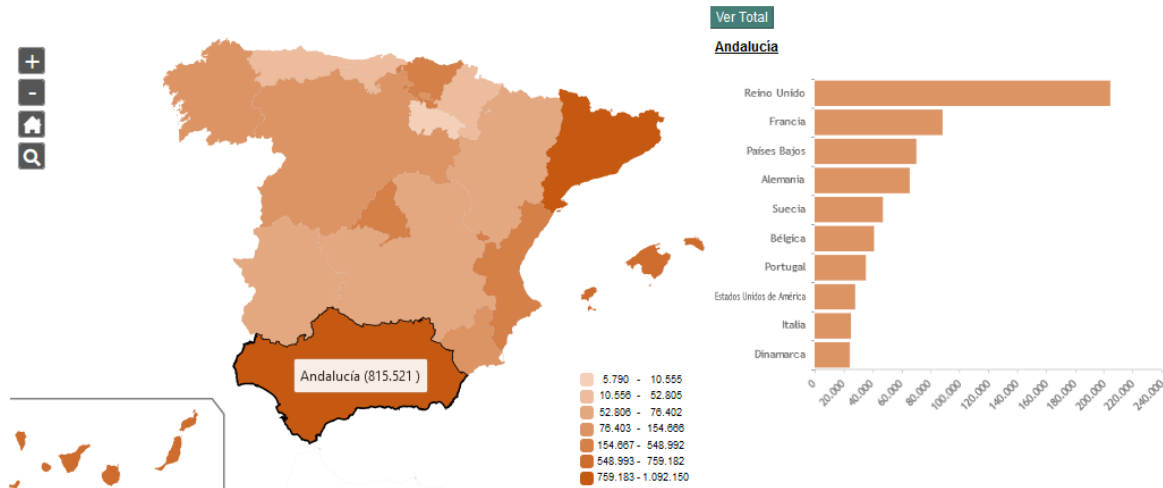 Ver Total
Andalucía
+
-
Andalucía (815.521 )
5.790 - 10.555
10.556 - 52.805
52.806 - 76.402
76.403 - 154.666
154.667 - 548.992
548.993 - 759.182
759.183 - 1.092.150
Reino Unido
Francia
Países Bajos
Alemania
Suecia
Bélgica
Portugal
Estados Unidos de América
Italia
Dinamarca
0
20.000
40.000
60.000
80.000
100.000
120.000
140.000
160.000
180.000
200.000
220.000
240.000